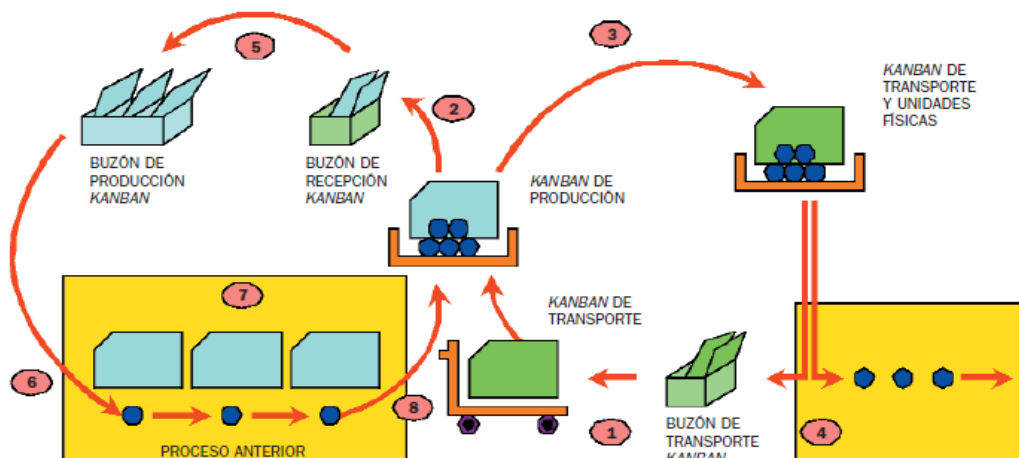 5
3
2
KANBAN DE
TRANSPORTE
Y UNIDADES
FÍSICAS
BUZÓN DE
PRODUCCIÓN
KANBAN
BUZÓN DE
RECEPCIÓN
KANBAN
KANBAN DE
PRODUCCIÓN
7
KANBAN DE
TRANSPORTE
6
8
1
BUZÓN DE
TRANSPORTE
KANBAN
4
PROCESO ANTERIOR